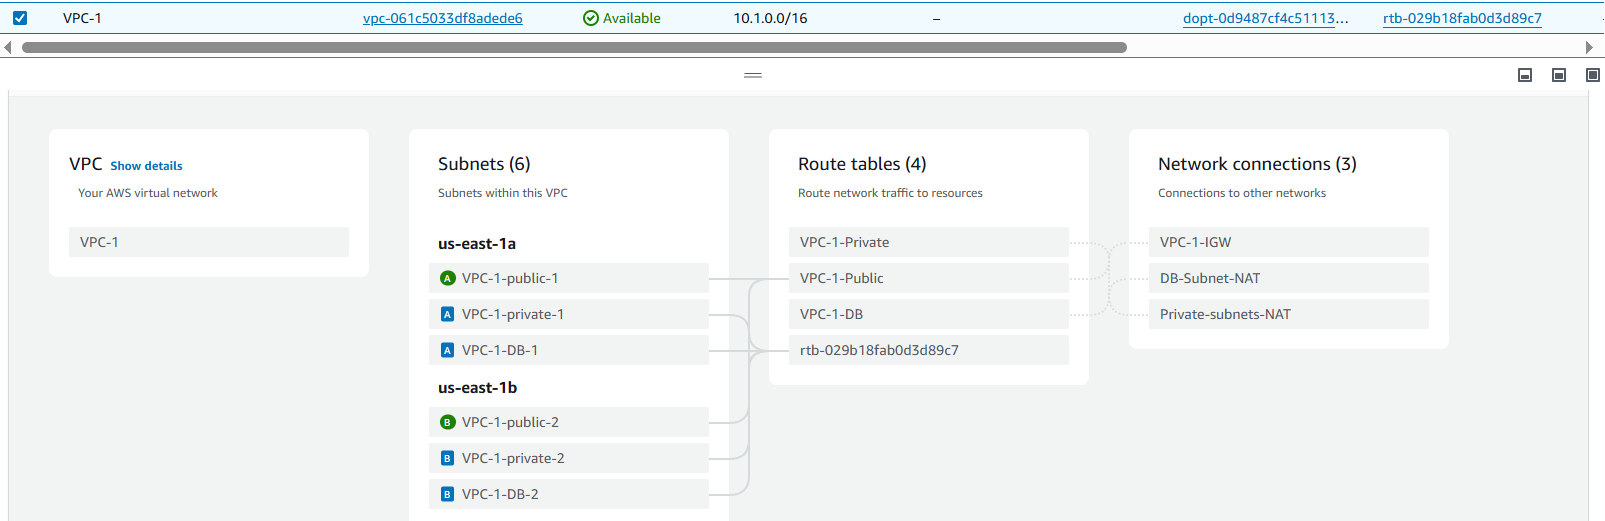 VPC-1 vpc-061c5033df8adede6 Available 10.1.0.0/16 – dopt-0d9487cf4c51113... rtb-029b18fab0d3d89c7
VPC Show details
Your AWS virtual network
VPC-1
Subnets (6)
Subnets within this VPC
us-east-1a
A VPC-1-public-1
A VPC-1-private-1
A VPC-1-DB-1
us-east-1b
B VPC-1-public-2
B VPC-1-private-2
B VPC-1-DB-2
Route tables (4)
Route network traffic to resources
VPC-1-Private
VPC-1-Public
VPC-1-DB
rtb-029b18fab0d3d89c7
Network connections (3)
Connections to other networks
VPC-1-IGW
DB-Subnet-NAT
Private-subnets-NAT